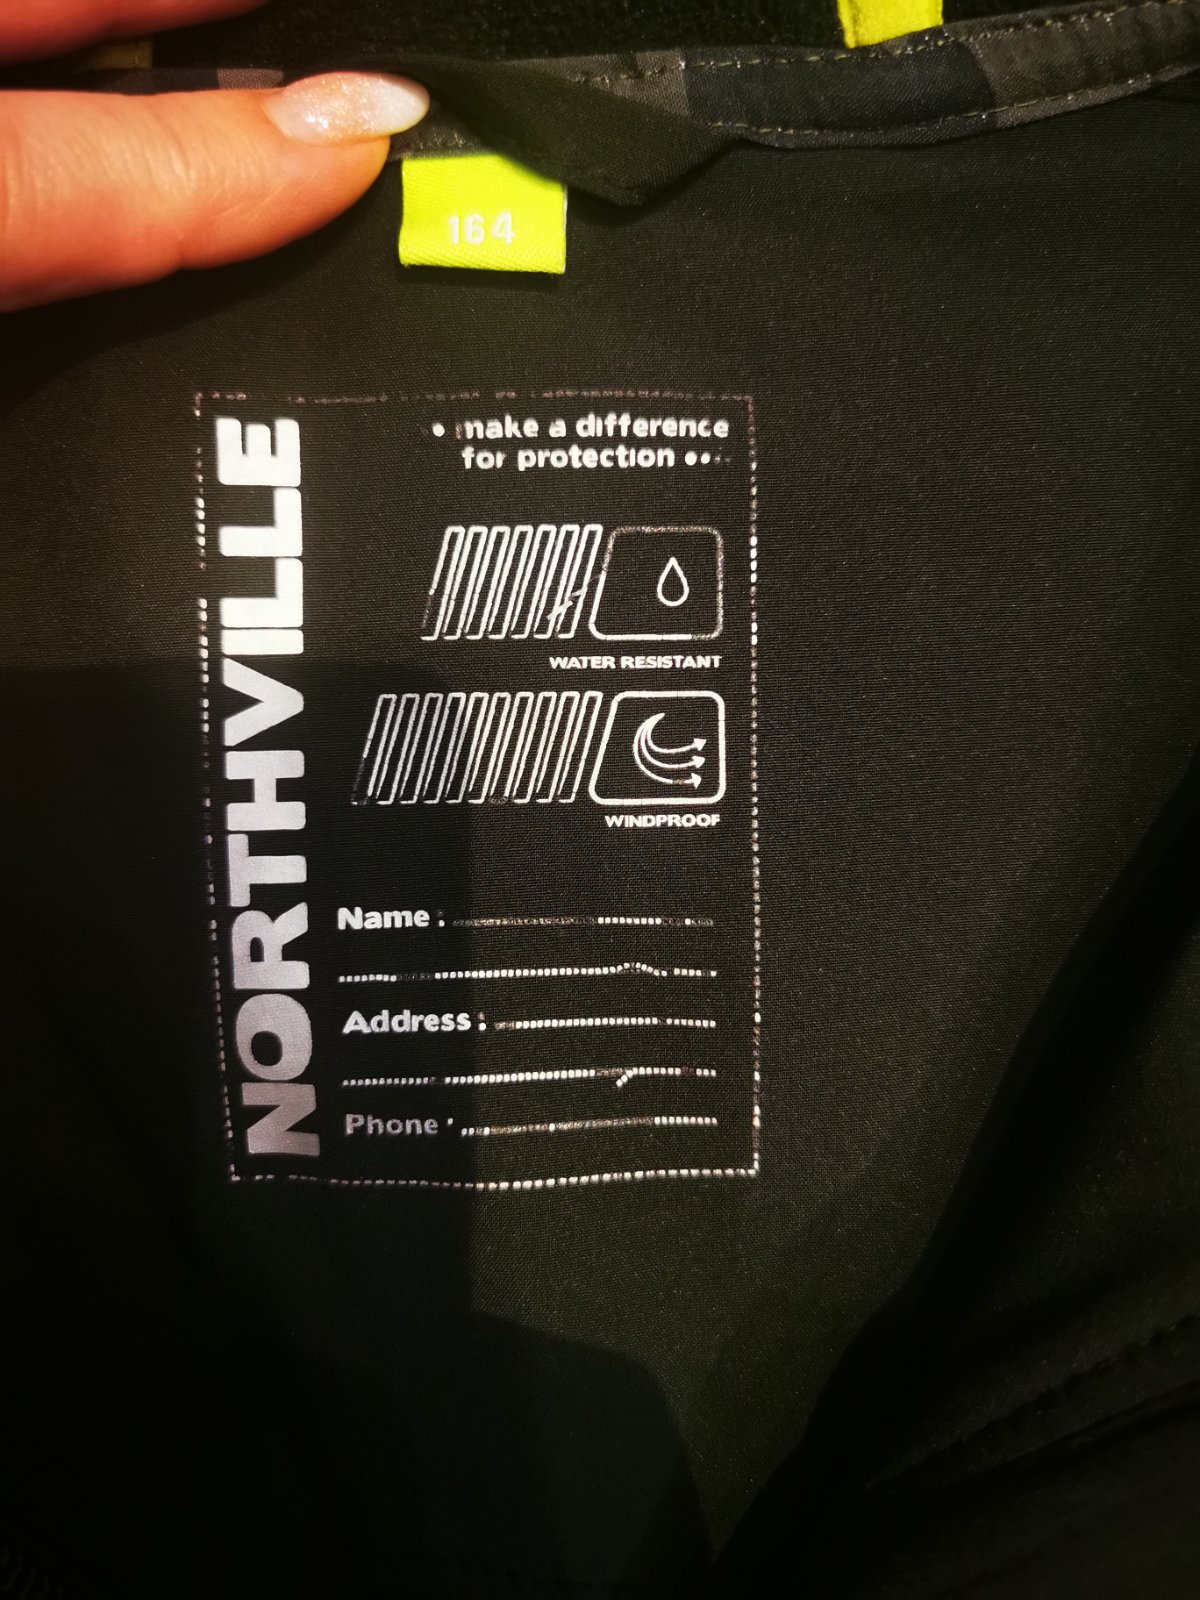 164
NORTHVILLE
• make a difference
for protection •••
WATER RESISTANT
WINDPROOF
Name :
Address :
Phone :